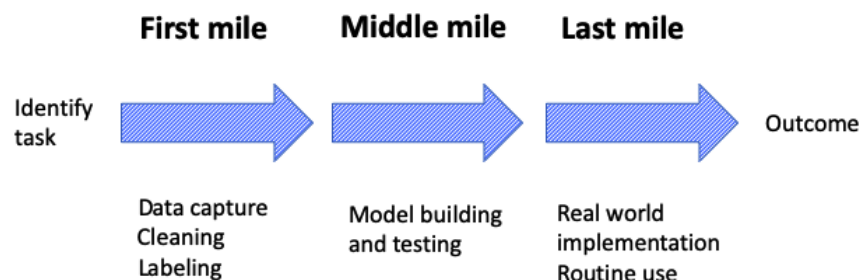 First mile
Middle mile
Last mile
Identify
task
Outcome
Data capture
Cleaning
Labeling
Model building
and testing
Real world
implementation
Routine use